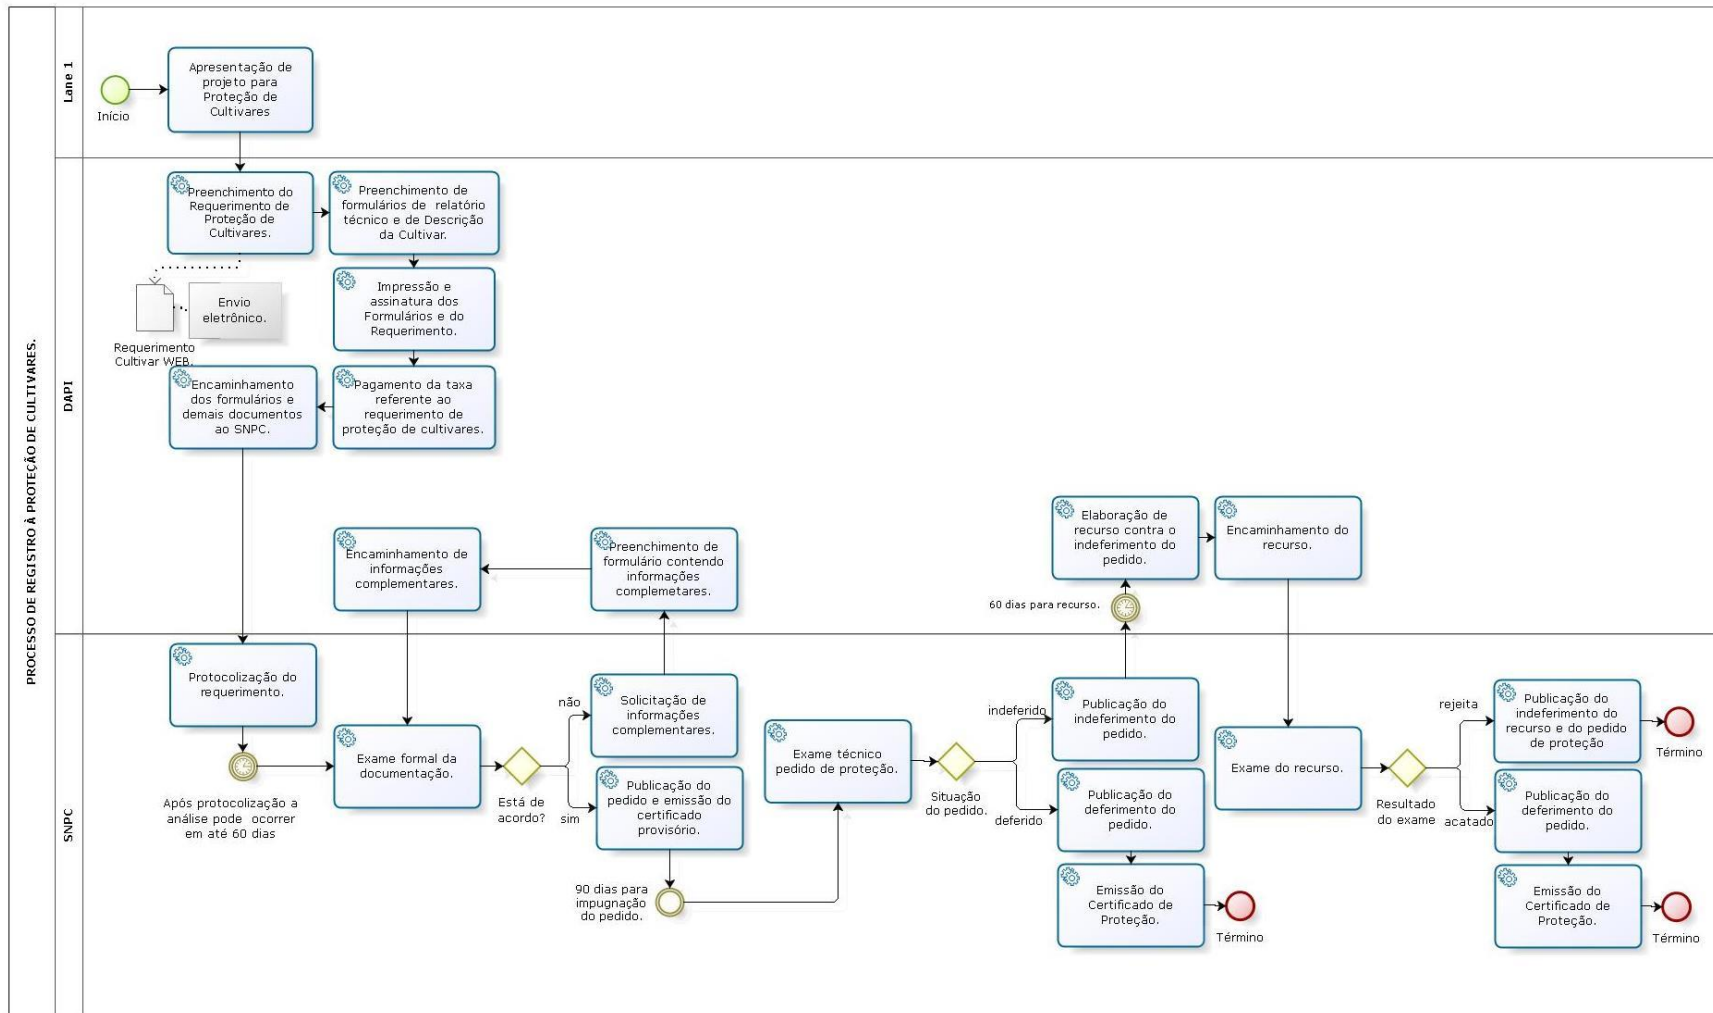 PROCESSO DE REGISTRO À PROTEÇÃO DE CULTIVARES.
Lane 1
Início
Apresentação de
projeto para
Proteção de
Cultivares
DAPI
Preenchimento do
Requerimento de
Proteção de
Cultivares.
Preenchimento de
formulários de relatório
técnico e de Descrição
da Cultivar.
Envio
eletrônico.
Requerimento
Cultivar WEB.
Impressão e
assinatura dos
Formulários e do
Requerimento.
Encaminhamento
dos formulários e
demais documentos
ao SNPC.
Pagamento da taxa
referente ao
requerimento de
proteção de cultivares.
Encaminhamento de
informações
complementares.
Preenchimento de
formulário contendo
informações
complemetares.
Elaboração de
recurso contra o
indeferimento do
pedido.
Encaminhamento do
recurso.
60 dias para recurso.
SNPC
Protocolização do
requerimento.
Após protocolização a
análise pode ocorrer
em até 60 dias
Exame formal da
documentação.
Está de
acordo?
não
sim
Solicitação de
informações
complementares.
Publicação do
pedido e emissão do
certificado
provisório.
90 dias para
impugnação
do pedido.
Exame técnico
pedido de proteção.
Situação
do pedido.
indeferido
deferido
Publicação do
indeferimento do
pedido.
Publicação do
deferimento do
pedido.
Emissão do
Certificado de
Proteção.
Término
Exame do recurso.
Resultado
do exame
rejeita
acatado
Publicação do
indeferimento do
recurso e do pedido
de proteção
Término
Publicação do
deferimento do
pedido.
Emissão do
Certificado de
Proteção.
Término